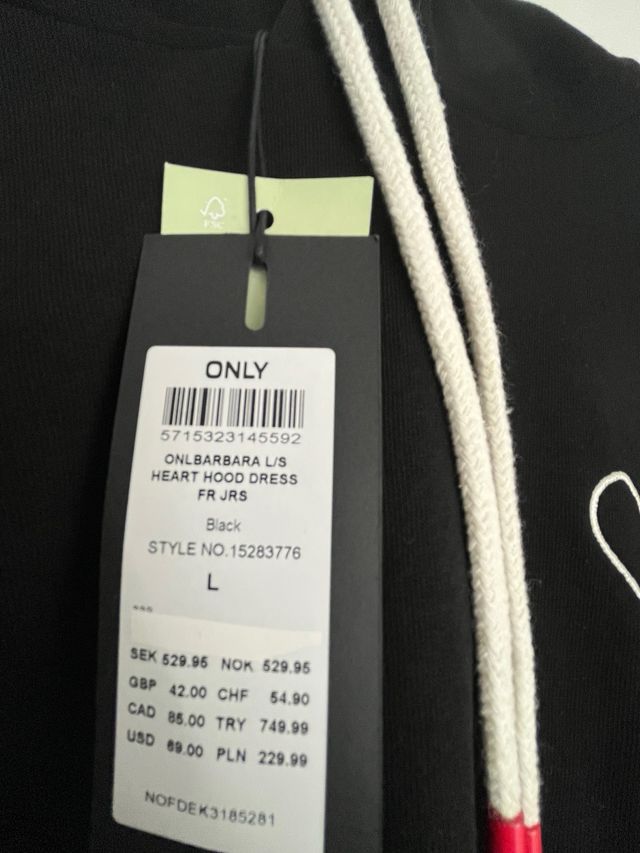 FSC
ONLY
5715323145592
ONLBARBARA L/S
HEART HOOD DRESS
FR JRS
Black
STYLE NO.15283776
L
SEK 529.95 NOK 529.95
GBP 42.00 CHF 54.90
CAD 85.00 TRY 749.99
USD 69.00 PLN 229.99
NOFDEK3185281